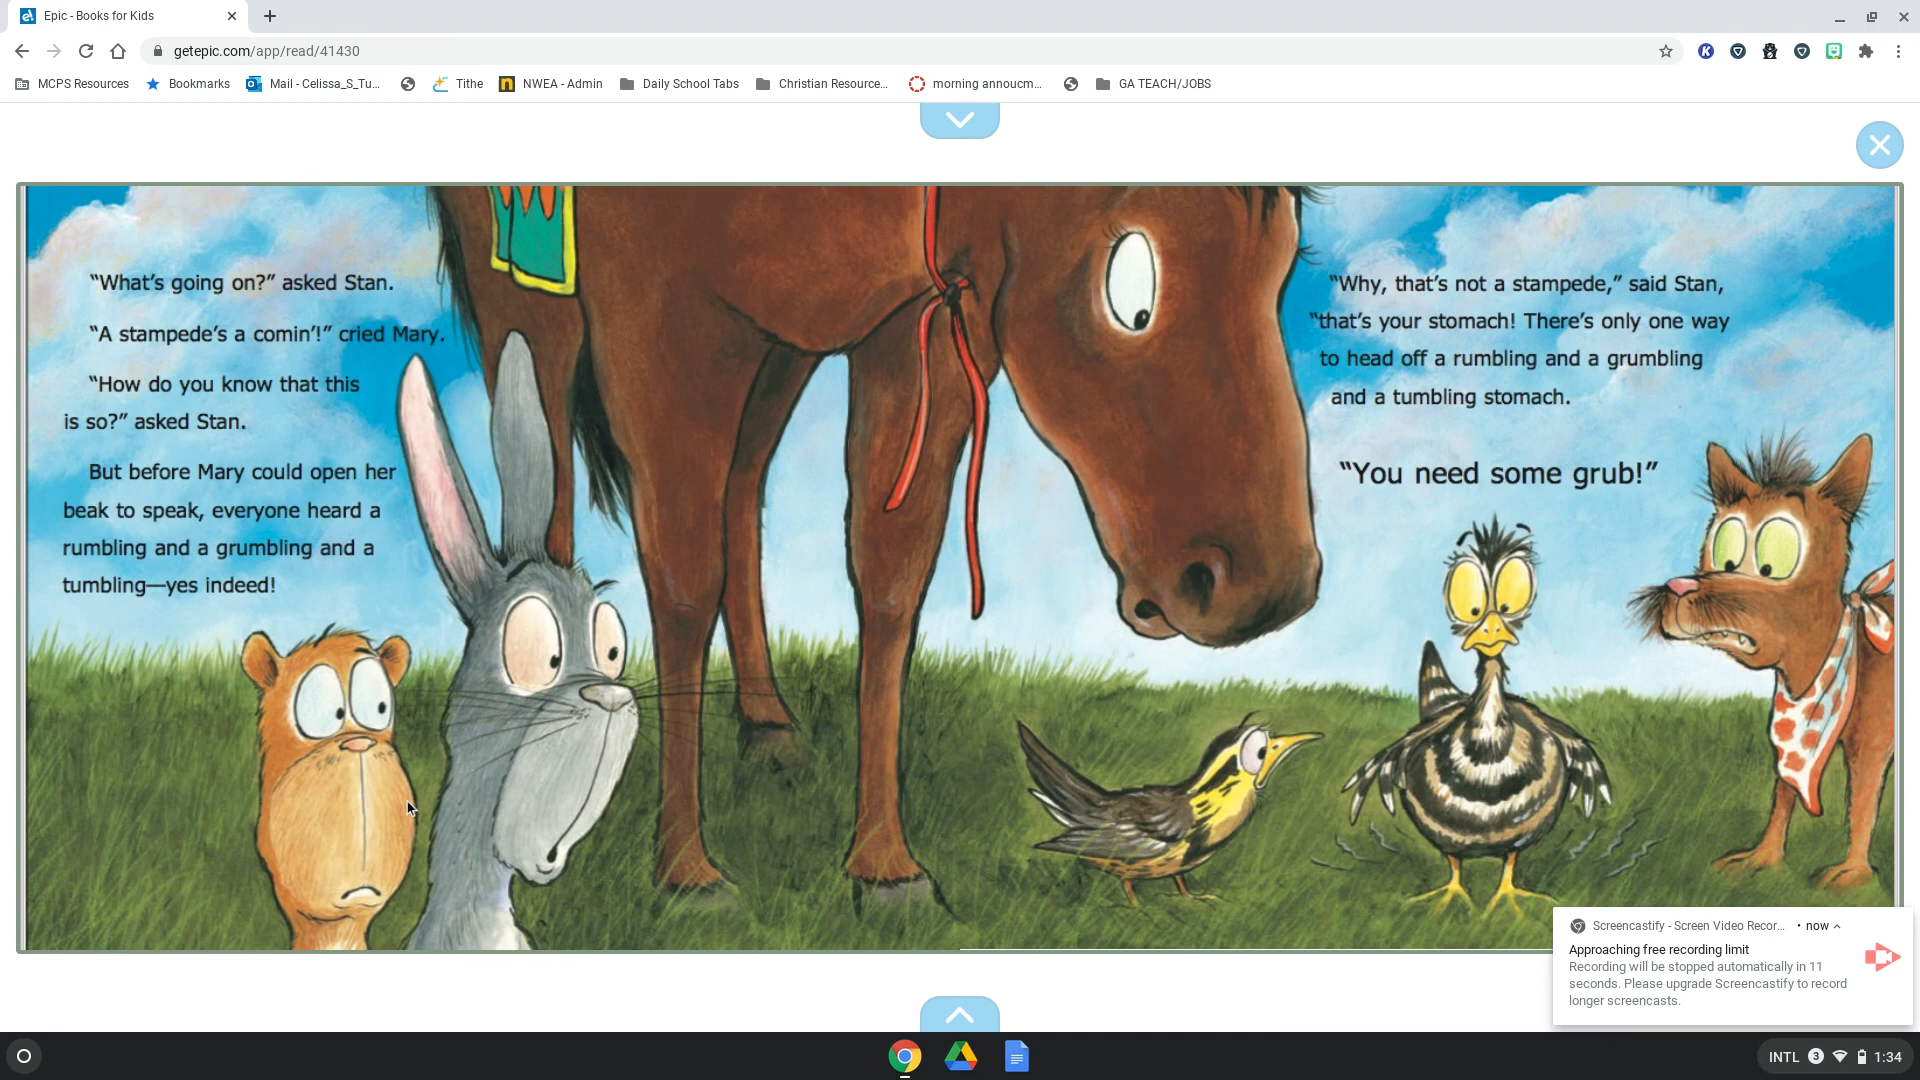 Epic - Books for Kids
getepic.com/app/read/41430
MCPS Resources
Bookmarks
Mail - Celissa_S_Tu...
Tithe
NWEA - Admin
Daily School Tabs
Christian Resource...
morning annoucm...
GA TEACH/JOBS
“What’s going on?” asked Stan.
“A stampede’s a comin’!” cried Mary.
“How do you know that this
is so?” asked Stan.
But before Mary could open her
beak to speak, everyone heard a
rumbling and a grumbling and a
tumbling—yes indeed!
“Why, that’s not a stampede,” said Stan,
“that’s your stomach! There’s only one way
to head off a rumbling and a grumbling
and a tumbling stomach.
“You need some grub!”
Screencastify - Screen Video Recor... • now
Approaching free recording limit
Recording will be stopped automatically in 11
seconds. Please upgrade Screencastify to record
longer screencasts.
INTL 3 1:34